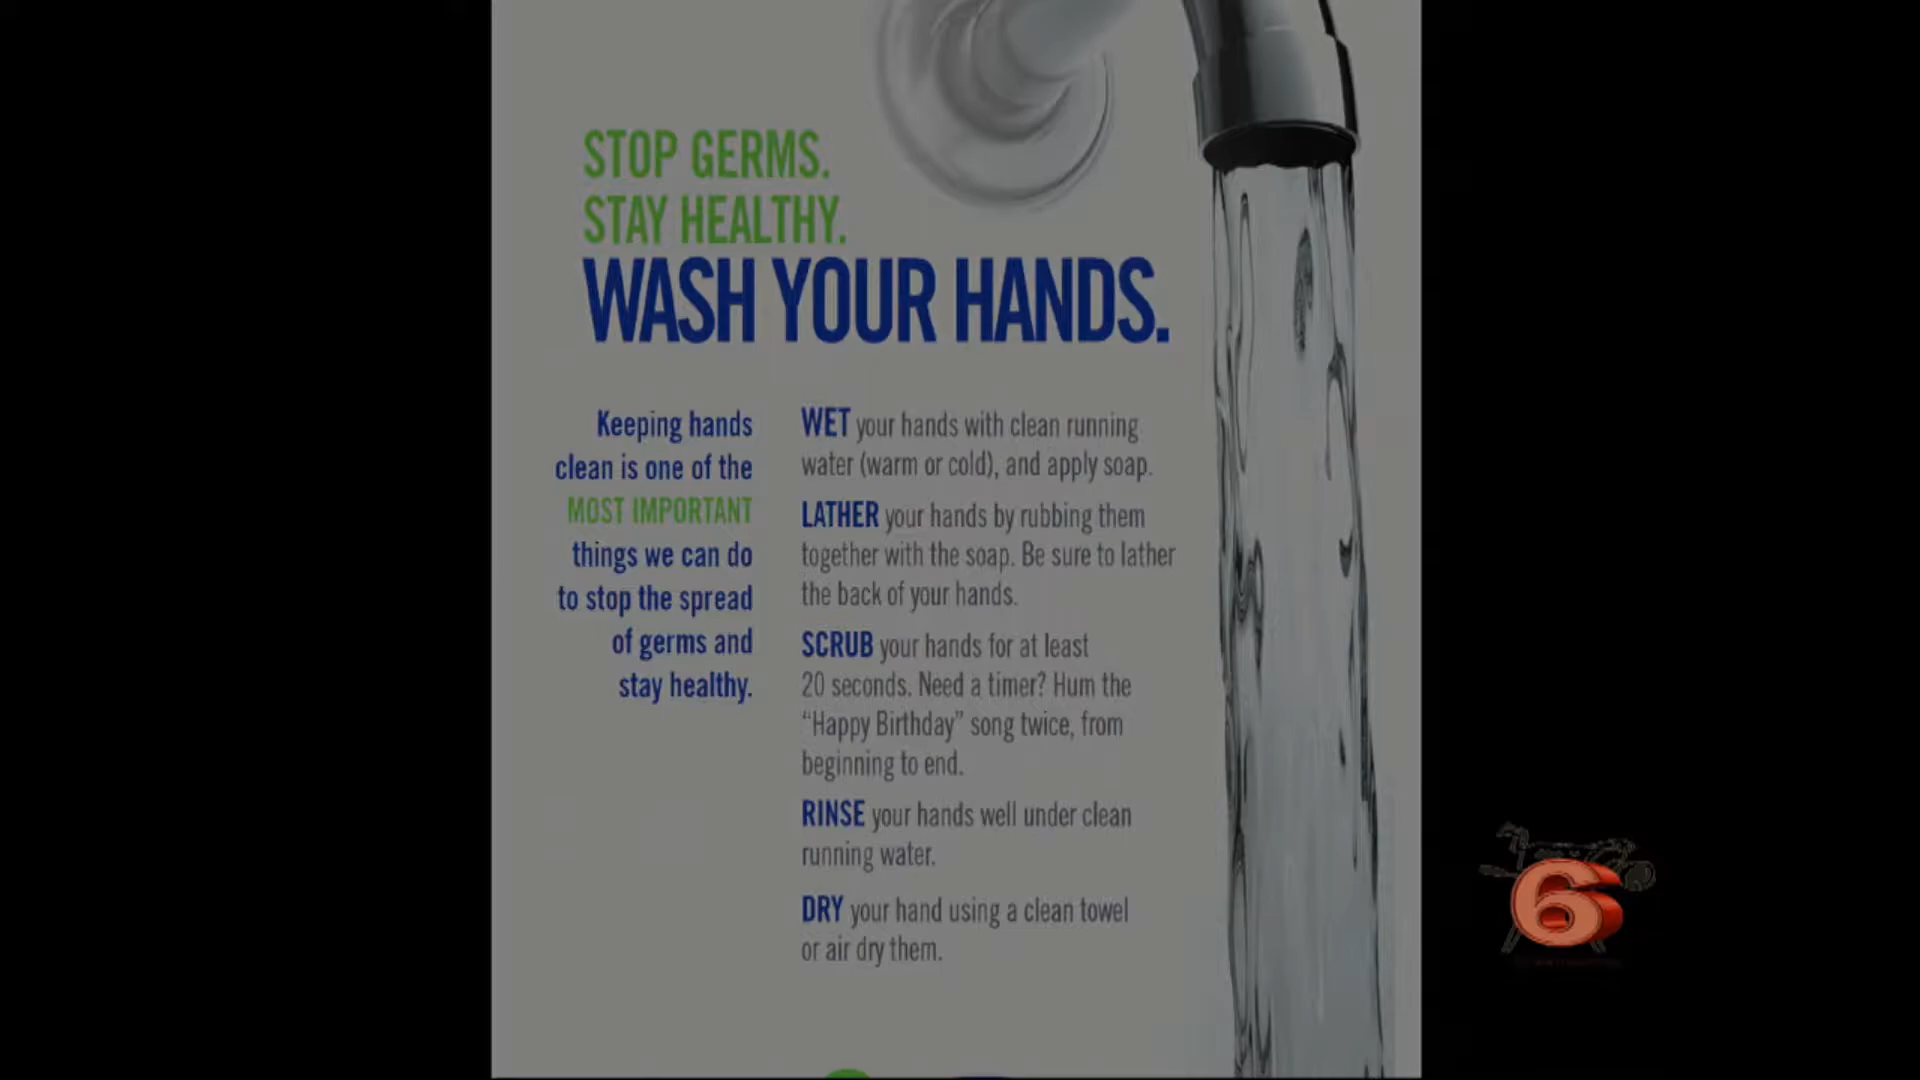 STOP GERMS.
STAY HEALTHY.
WASH YOUR HANDS.
Keeping hands
clean is one of the
MOST IMPORTANT
things we can do
to stop the spread
of germs and
stay healthy.
WET your hands with clean running
water (warm or cold), and apply soap.
LATHER your hands by rubbing them
together with the soap. Be sure to lather
the back of your hands.
SCRUB your hands for at least
20 seconds. Need a timer? Hum the
“Happy Birthday” song twice, from
beginning to end.
RINSE your hands well under clean
running water.
DRY your hand using a clean towel
or air dry them.
6